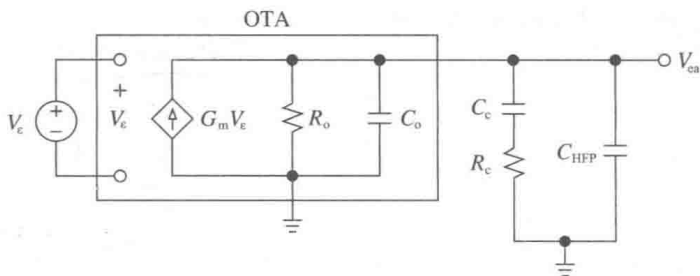 OTA
V_ε
+
−
+
V_ε
−
G_mV_ε
R_o
C_o
C_c
R_c
C_HFP
V_ea